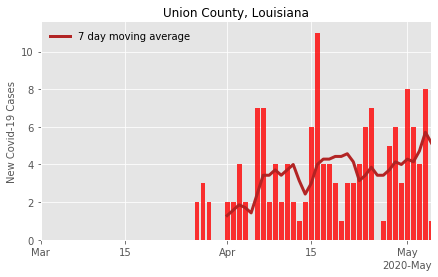 Union County, Louisiana
7 day moving average
New Covid-19 Cases
10
8
6
4
2
0
Mar 15 Apr 15 May
2020-May